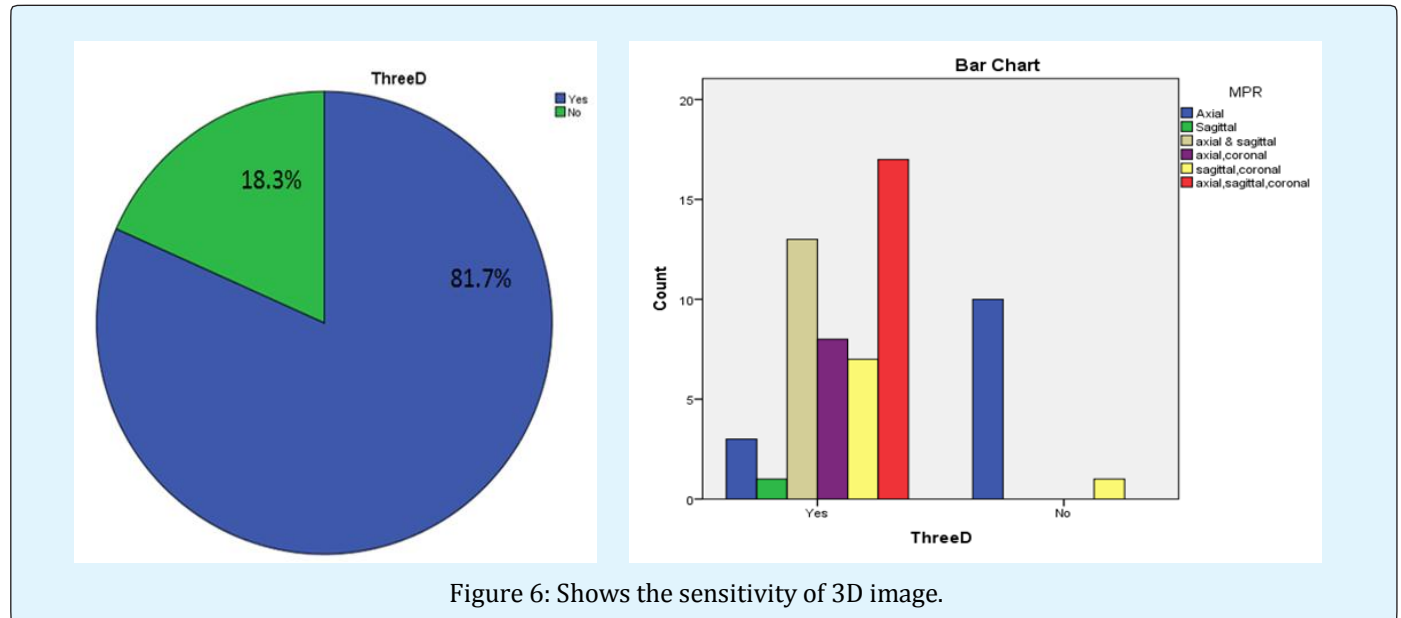 ThreeD
Yes
No
18.3%
81.7%
Bar Chart
MPR
Axial
Sagittal
axial & sagittal
axial,coronal
sagittal,coronal
axial,sagittal,coronal
20
15
10
5
0
Count
Yes No
ThreeD
Figure 6: Shows the sensitivity of 3D image.